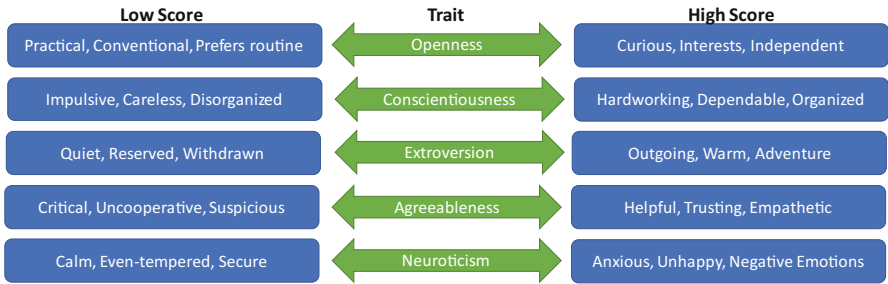 Low Score Trait High Score
Practical, Conventional, Prefers routine Openness Curious, Interests, Independent
Impulsive, Careless, Disorganized Conscientiousness Hardworking, Dependable, Organized
Quiet, Reserved, Withdrawn Extroversion Outgoing, Warm, Adventure
Critical, Uncooperative, Suspicious Agreeableness Helpful, Trusting, Empathetic
Calm, Even-tempered, Secure Neuroticism Anxious, Unhappy, Negative Emotions